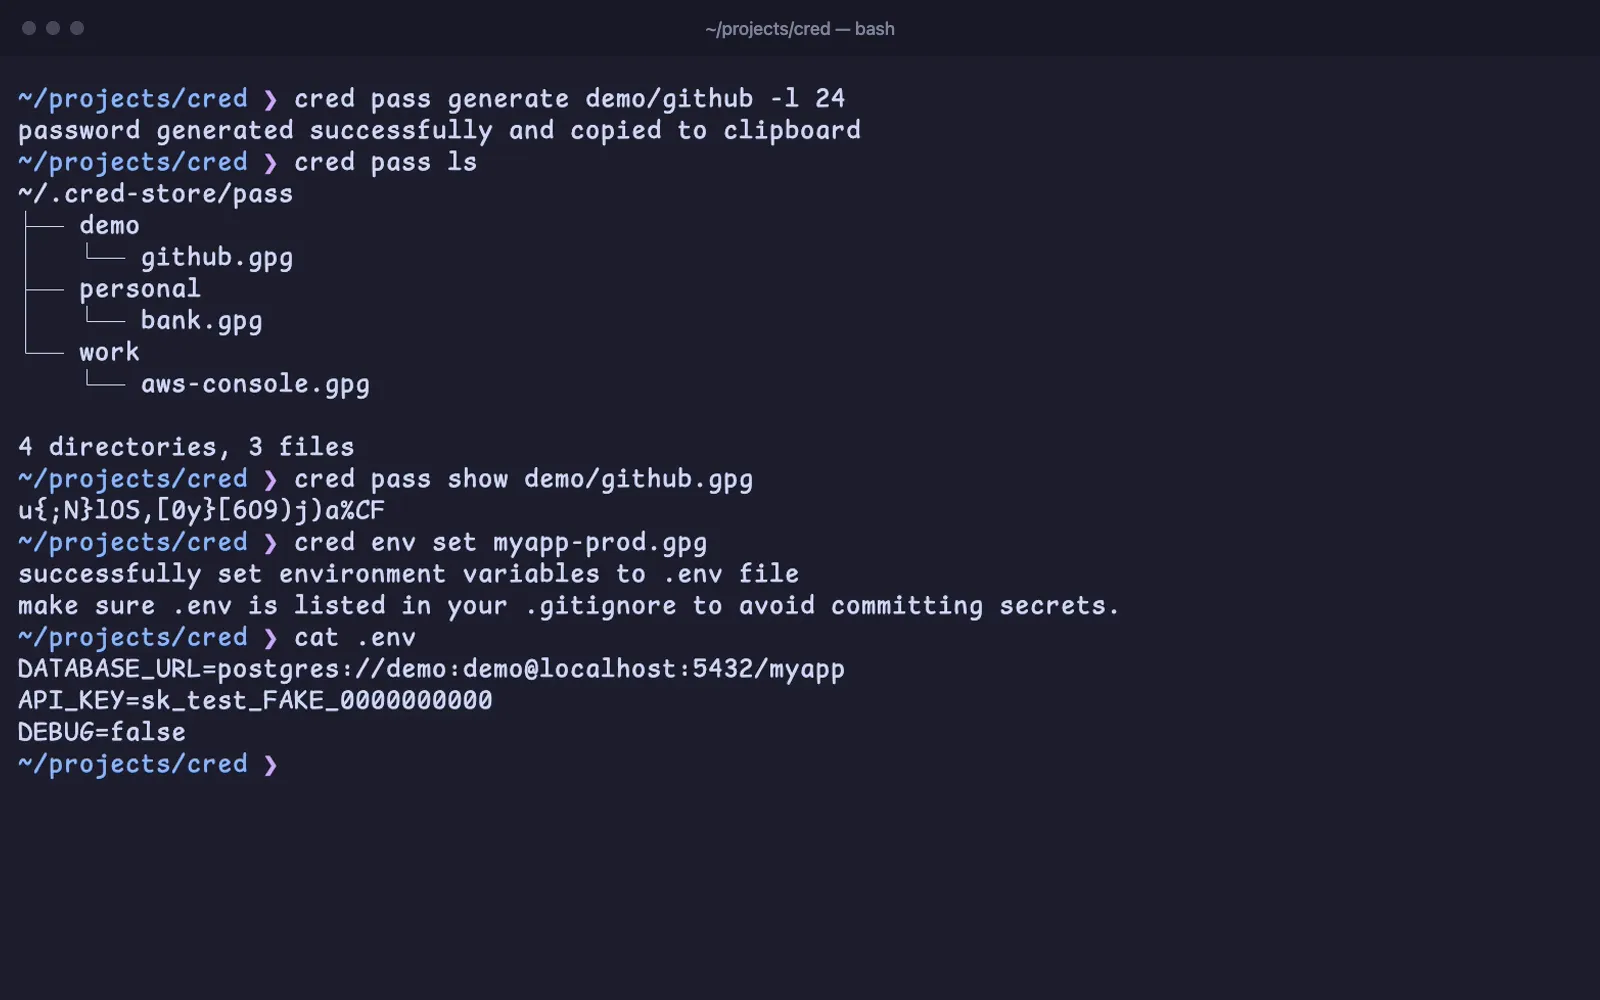 ~/projects/cred — bash
~/projects/cred ❯ cred pass generate demo/github -l 24
password generated successfully and copied to clipboard
~/projects/cred ❯ cred pass ls
~/.cred-store/pass
├── demo
│   └── github.gpg
├── personal
│   └── bank.gpg
└── work
    └── aws-console.gpg
4 directories, 3 files
~/projects/cred ❯ cred pass show demo/github.gpg
u{;N}lOS,[0y}[6O9)j)a%CF
~/projects/cred ❯ cred env set myapp-prod.gpg
successfully set environment variables to .env file
make sure .env is listed in your .gitignore to avoid committing secrets.
~/projects/cred ❯ cat .env
DATABASE_URL=postgres://demo:demo@localhost:5432/myapp
API_KEY=sk_test_FAKE_0000000000
DEBUG=false
~/projects/cred ❯